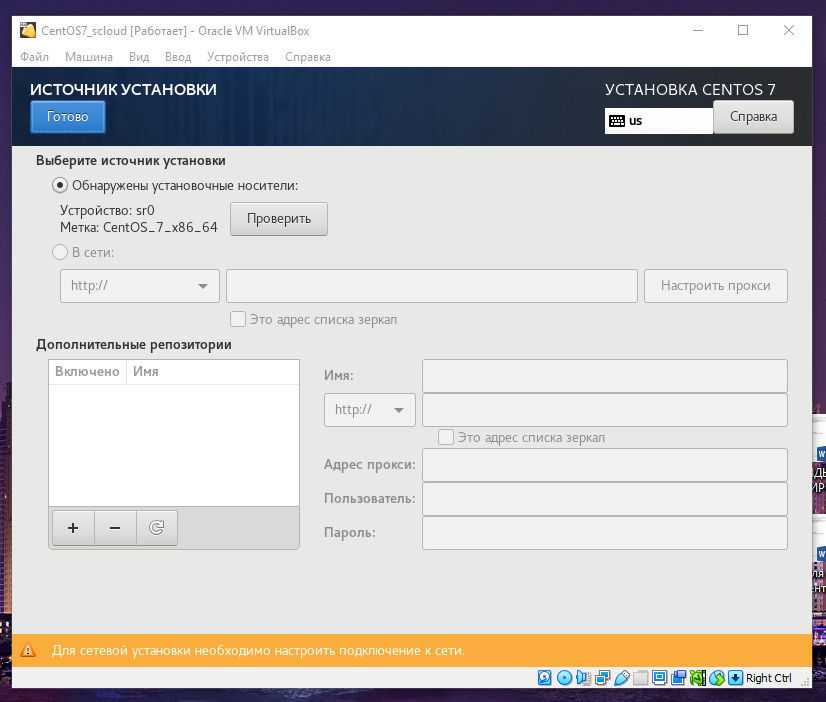 CentOS7_scloud [Работает] - Oracle VM VirtualBox
Файл Машина Вид Ввод Устройства Справка
ИСТОЧНИК УСТАНОВКИ
УСТАНОВКА CENTOS 7
Готово
us
Справка
Выберите источник установки
Обнаружены установочные носители:
Устройство: sr0
Метка: CentOS_7_x86_64
Проверить
В сети:
http://
Настроить прокси
Это адрес списка зеркал
Дополнительные репозитории
Включено Имя
Имя:
http://
Это адрес списка зеркал
Адрес прокси:
Пользователь:
Пароль:
+ −
Для сетевой установки необходимо настроить подключение к сети.
Right Ctrl